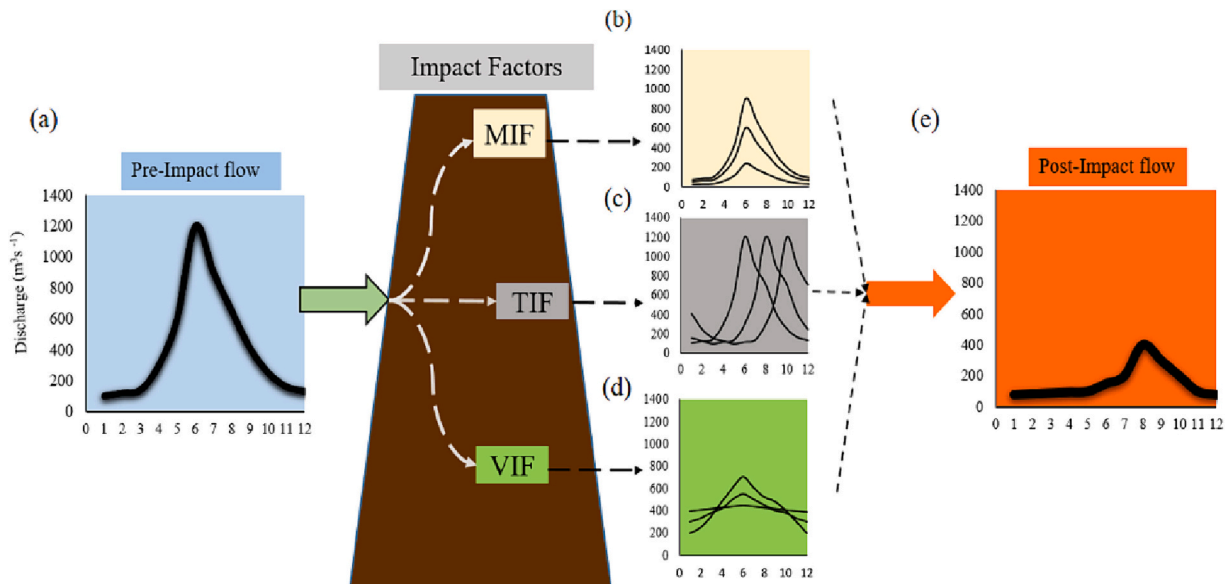 (a)
Pre-Impact flow
Discharge (m³s⁻¹)
1400
1200
1000
800
600
400
200
0
0 1 2 3 4 5 6 7 8 9 10 11 12
Impact Factors
MIF
TIF
VIF
(b)
1400
1200
1000
800
600
400
200
0
0 2 4 6 8 10 12
(c)
1400
1200
1000
800
600
400
200
0
0 2 4 6 8 10 12
(d)
1400
1200
1000
800
600
400
200
0
0 2 4 6 8 10 12
(e)
Post-Impact flow
1400
1200
1000
800
600
400
200
0
0 1 2 3 4 5 6 7 8 9 10 11 12